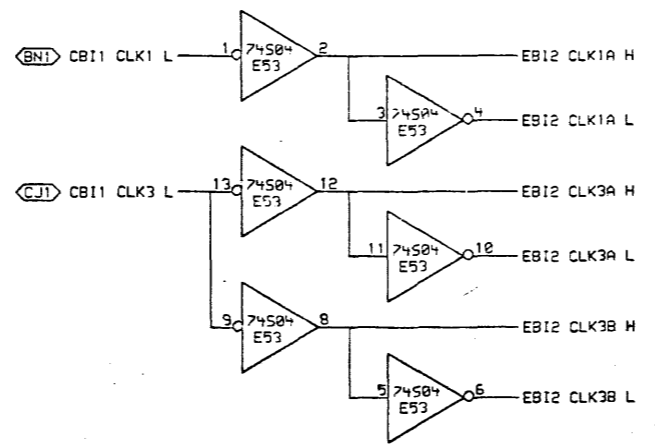 BN1 CBI1 CLK1 L 1 74S04 E53 2 EBI2 CLK1A H
3 74S04 E53 4 EBI2 CLK1A L
CJ1 CBI1 CLK3 L 13 74S04 E53 12 EBI2 CLK3A H
11 74S04 E53 10 EBI2 CLK3A L
9 74S04 E53 8 EBI2 CLK3B H
5 74S04 E53 6 EBI2 CLK3B L